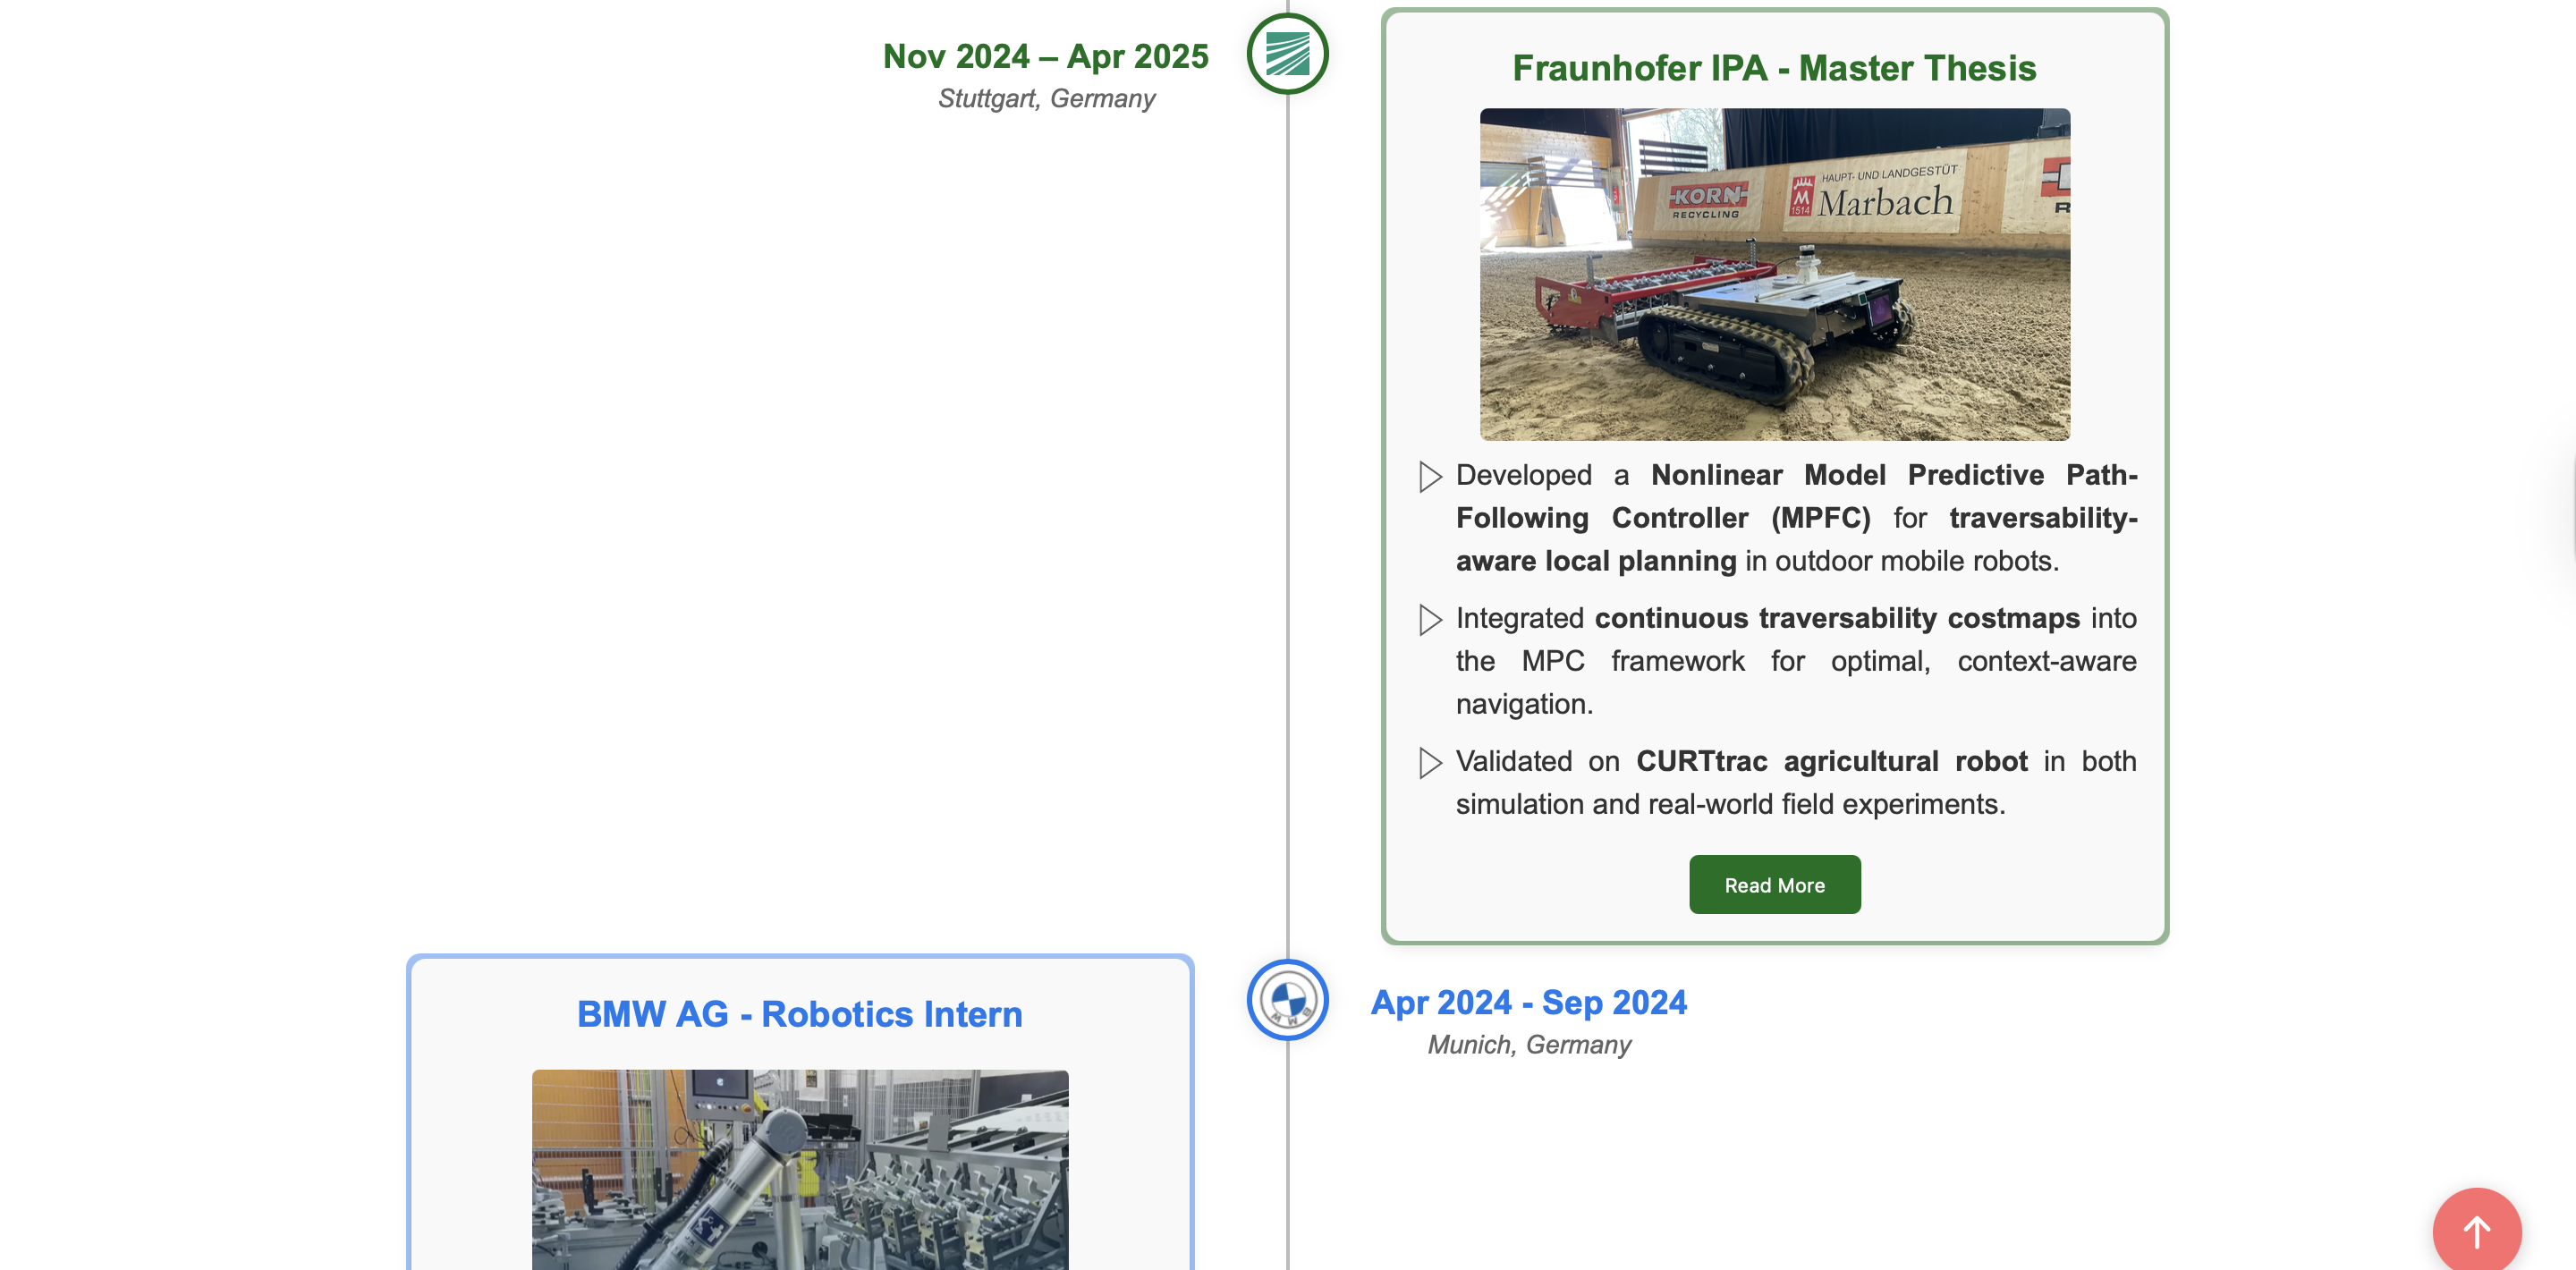 Nov 2024 – Apr 2025
Stuttgart, Germany
Fraunhofer IPA - Master Thesis
KORN
RECYCLING
HAUPT- UND LANDGESTÜT
M
1514
Marbach
R
Developed a Nonlinear Model Predictive Path-
Following Controller (MPFC) for traversability-
aware local planning in outdoor mobile robots.
Integrated continuous traversability costmaps into
the MPC framework for optimal, context-aware
navigation.
Validated on CURTtrac agricultural robot in both
simulation and real-world field experiments.
Read More
BMW AG - Robotics Intern
BMW
Apr 2024 - Sep 2024
Munich, Germany